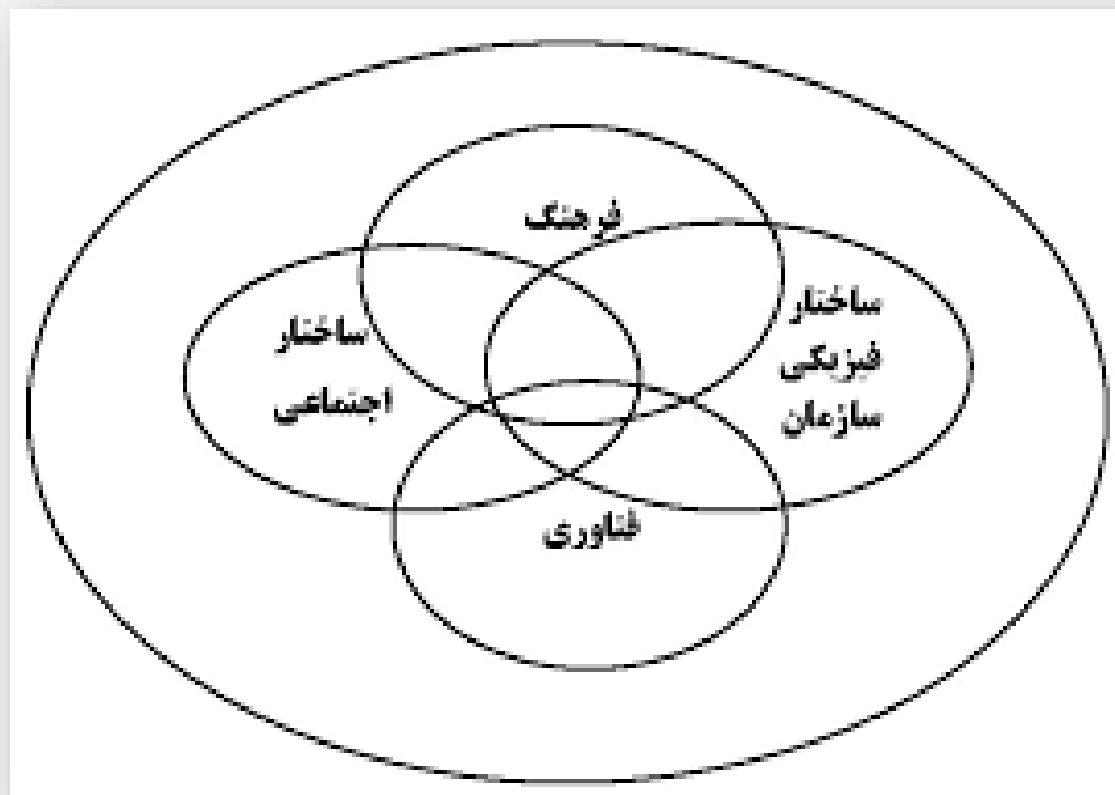 فرهنگ
ساختار
فیزیکی
سازمان
ساختار
اجتماعی
فناوری